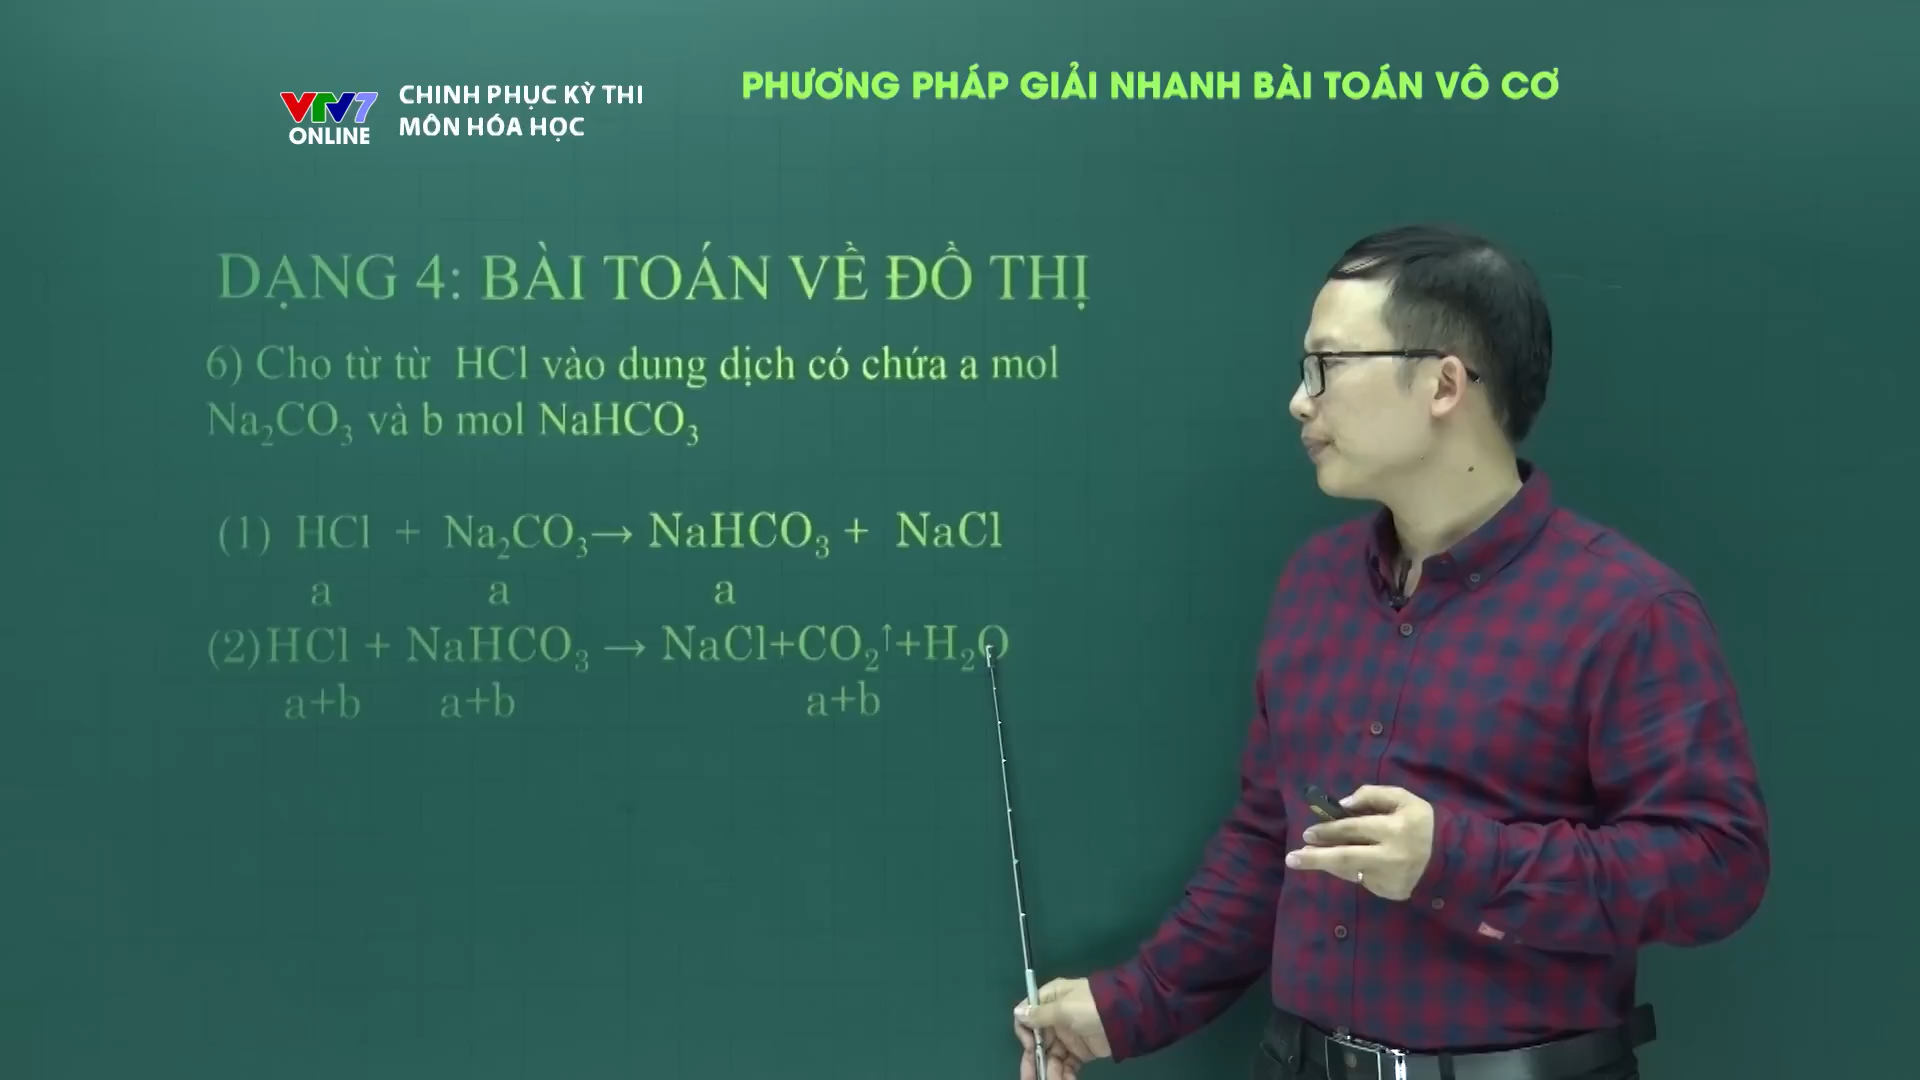 VTV7
ONLINE
CHINH PHỤC KỲ THI
MÔN HÓA HỌC
PHƯƠNG PHÁP GIẢI NHANH BÀI TOÁN VÔ CƠ
DẠNG 4: BÀI TOÁN VỀ ĐỒ THỊ
6) Cho từ từ HCl vào dung dịch có chứa a mol
Na₂CO₃ và b mol NaHCO₃
(1) HCl + Na₂CO₃→ NaHCO₃ + NaCl
a a a
(2)HCl + NaHCO₃ → NaCl+CO₂↑+H₂O
a+b a+b a+b